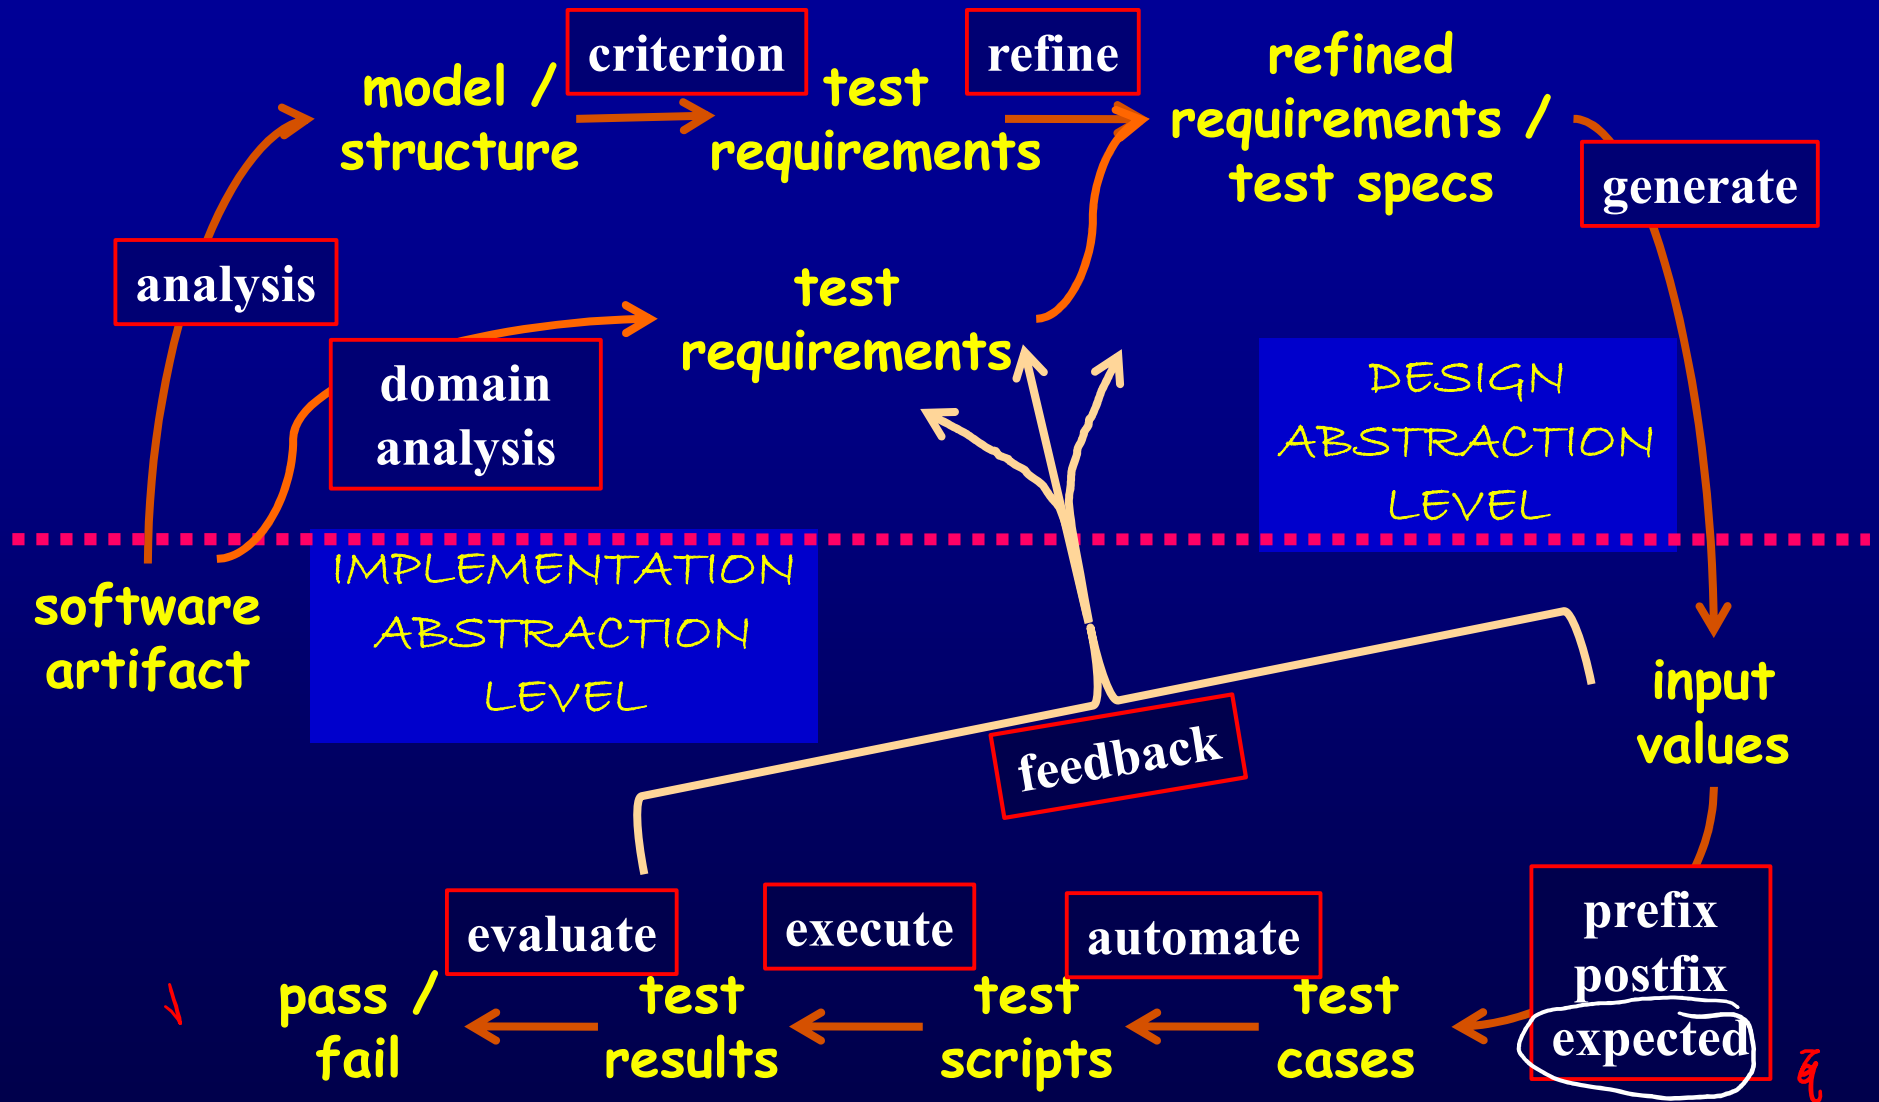 criterion
refine
model /
structure
test
requirements
refined
requirements /
test specs
generate
analysis
test
requirements
domain
analysis
DESIGN
ABSTRACTION
LEVEL
IMPLEMENTATION
ABSTRACTION
LEVEL
software
artifact
input
values
feedback
prefix
postfix
expected
evaluate
execute
automate
pass /
fail
test
results
test
scripts
test
cases